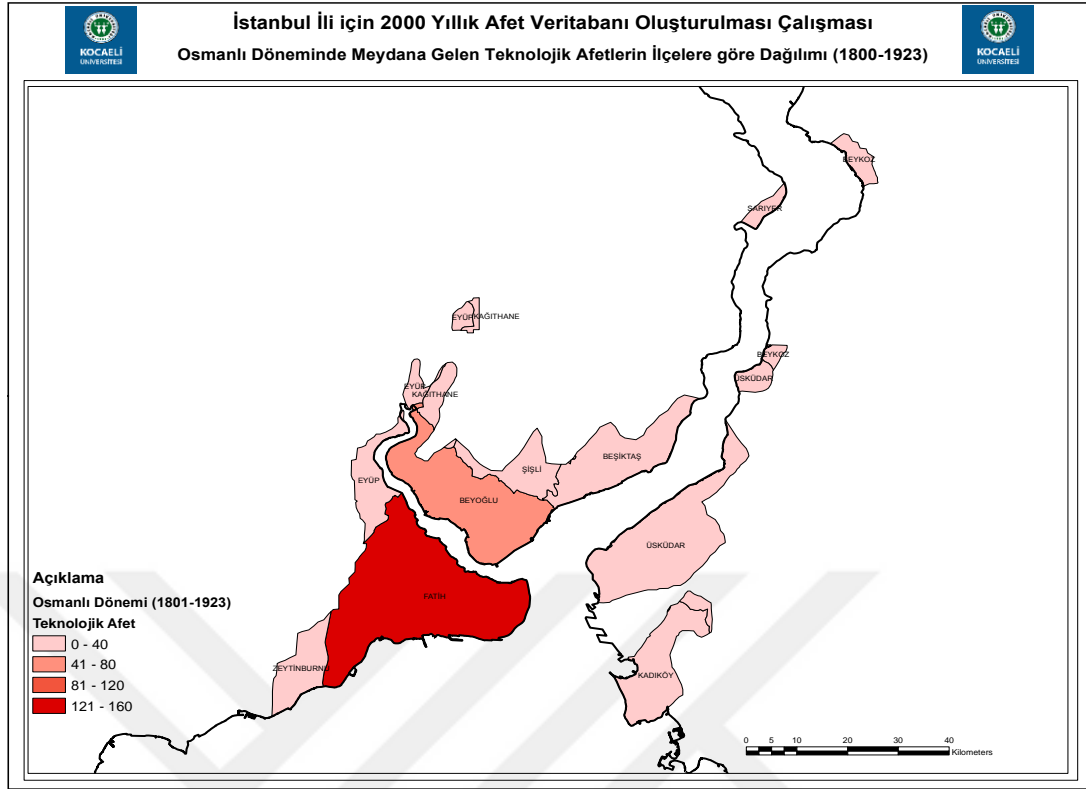 İstanbul İli için 2000 Yıllık Afet Veritabanı Oluşturulması Çalışması
Osmanlı Döneminde Meydana Gelen Teknolojik Afetlerin İlçelere göre Dağılımı (1800-1923)
KOCAELİ
ÜNİVERSİTESİ
KOCAELİ
ÜNİVERSİTESİ
BEYKOZ
SARIYER
EYÜP
KAĞITHANE
BEYKOZ
ÜSKÜDAR
EYÜP
KAĞITHANE
BEŞİKTAŞ
ŞİŞLİ
EYÜP
BEYOĞLU
ÜSKÜDAR
FATİH
ZEYTİNBURNU
KADIKÖY
Açıklama
Osmanlı Dönemi (1801-1923)
Teknolojik Afet
0 - 40
41 - 80
81 - 120
121 - 160
0 5 10 20 30 40
Kilometers